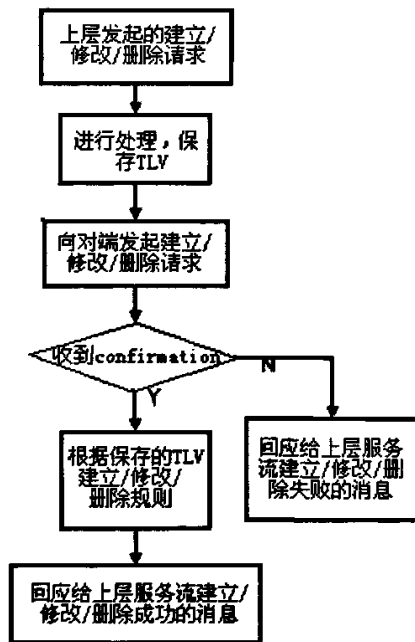 上层发起的建立/
修改/删除请求
进行处理，保
存TLV
向对端发起建立/
修改/删除请求
收到confirmation
N
Y
根据保存的TLV
建立/修改/
删除规则
回应给上层服务
流建立/修改/删
除失败的消息
回应给上层服务流建立/
修改/删除成功的消息